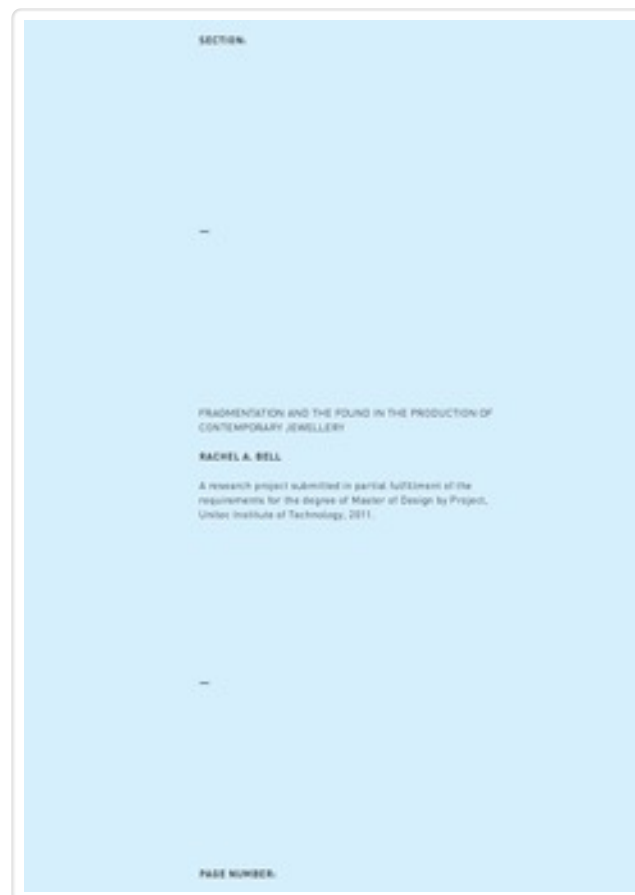 SECTION:
—
FRAGMENTATION AND THE FOUND IN THE PRODUCTION OF
CONTEMPORARY JEWELLERY
RACHEL A. BELL
A research project submitted in partial fulfilment of the
requirements for the degree of Master of Design by Project,
Unitec Institute of Technology, 2011.
—
PAGE NUMBER: